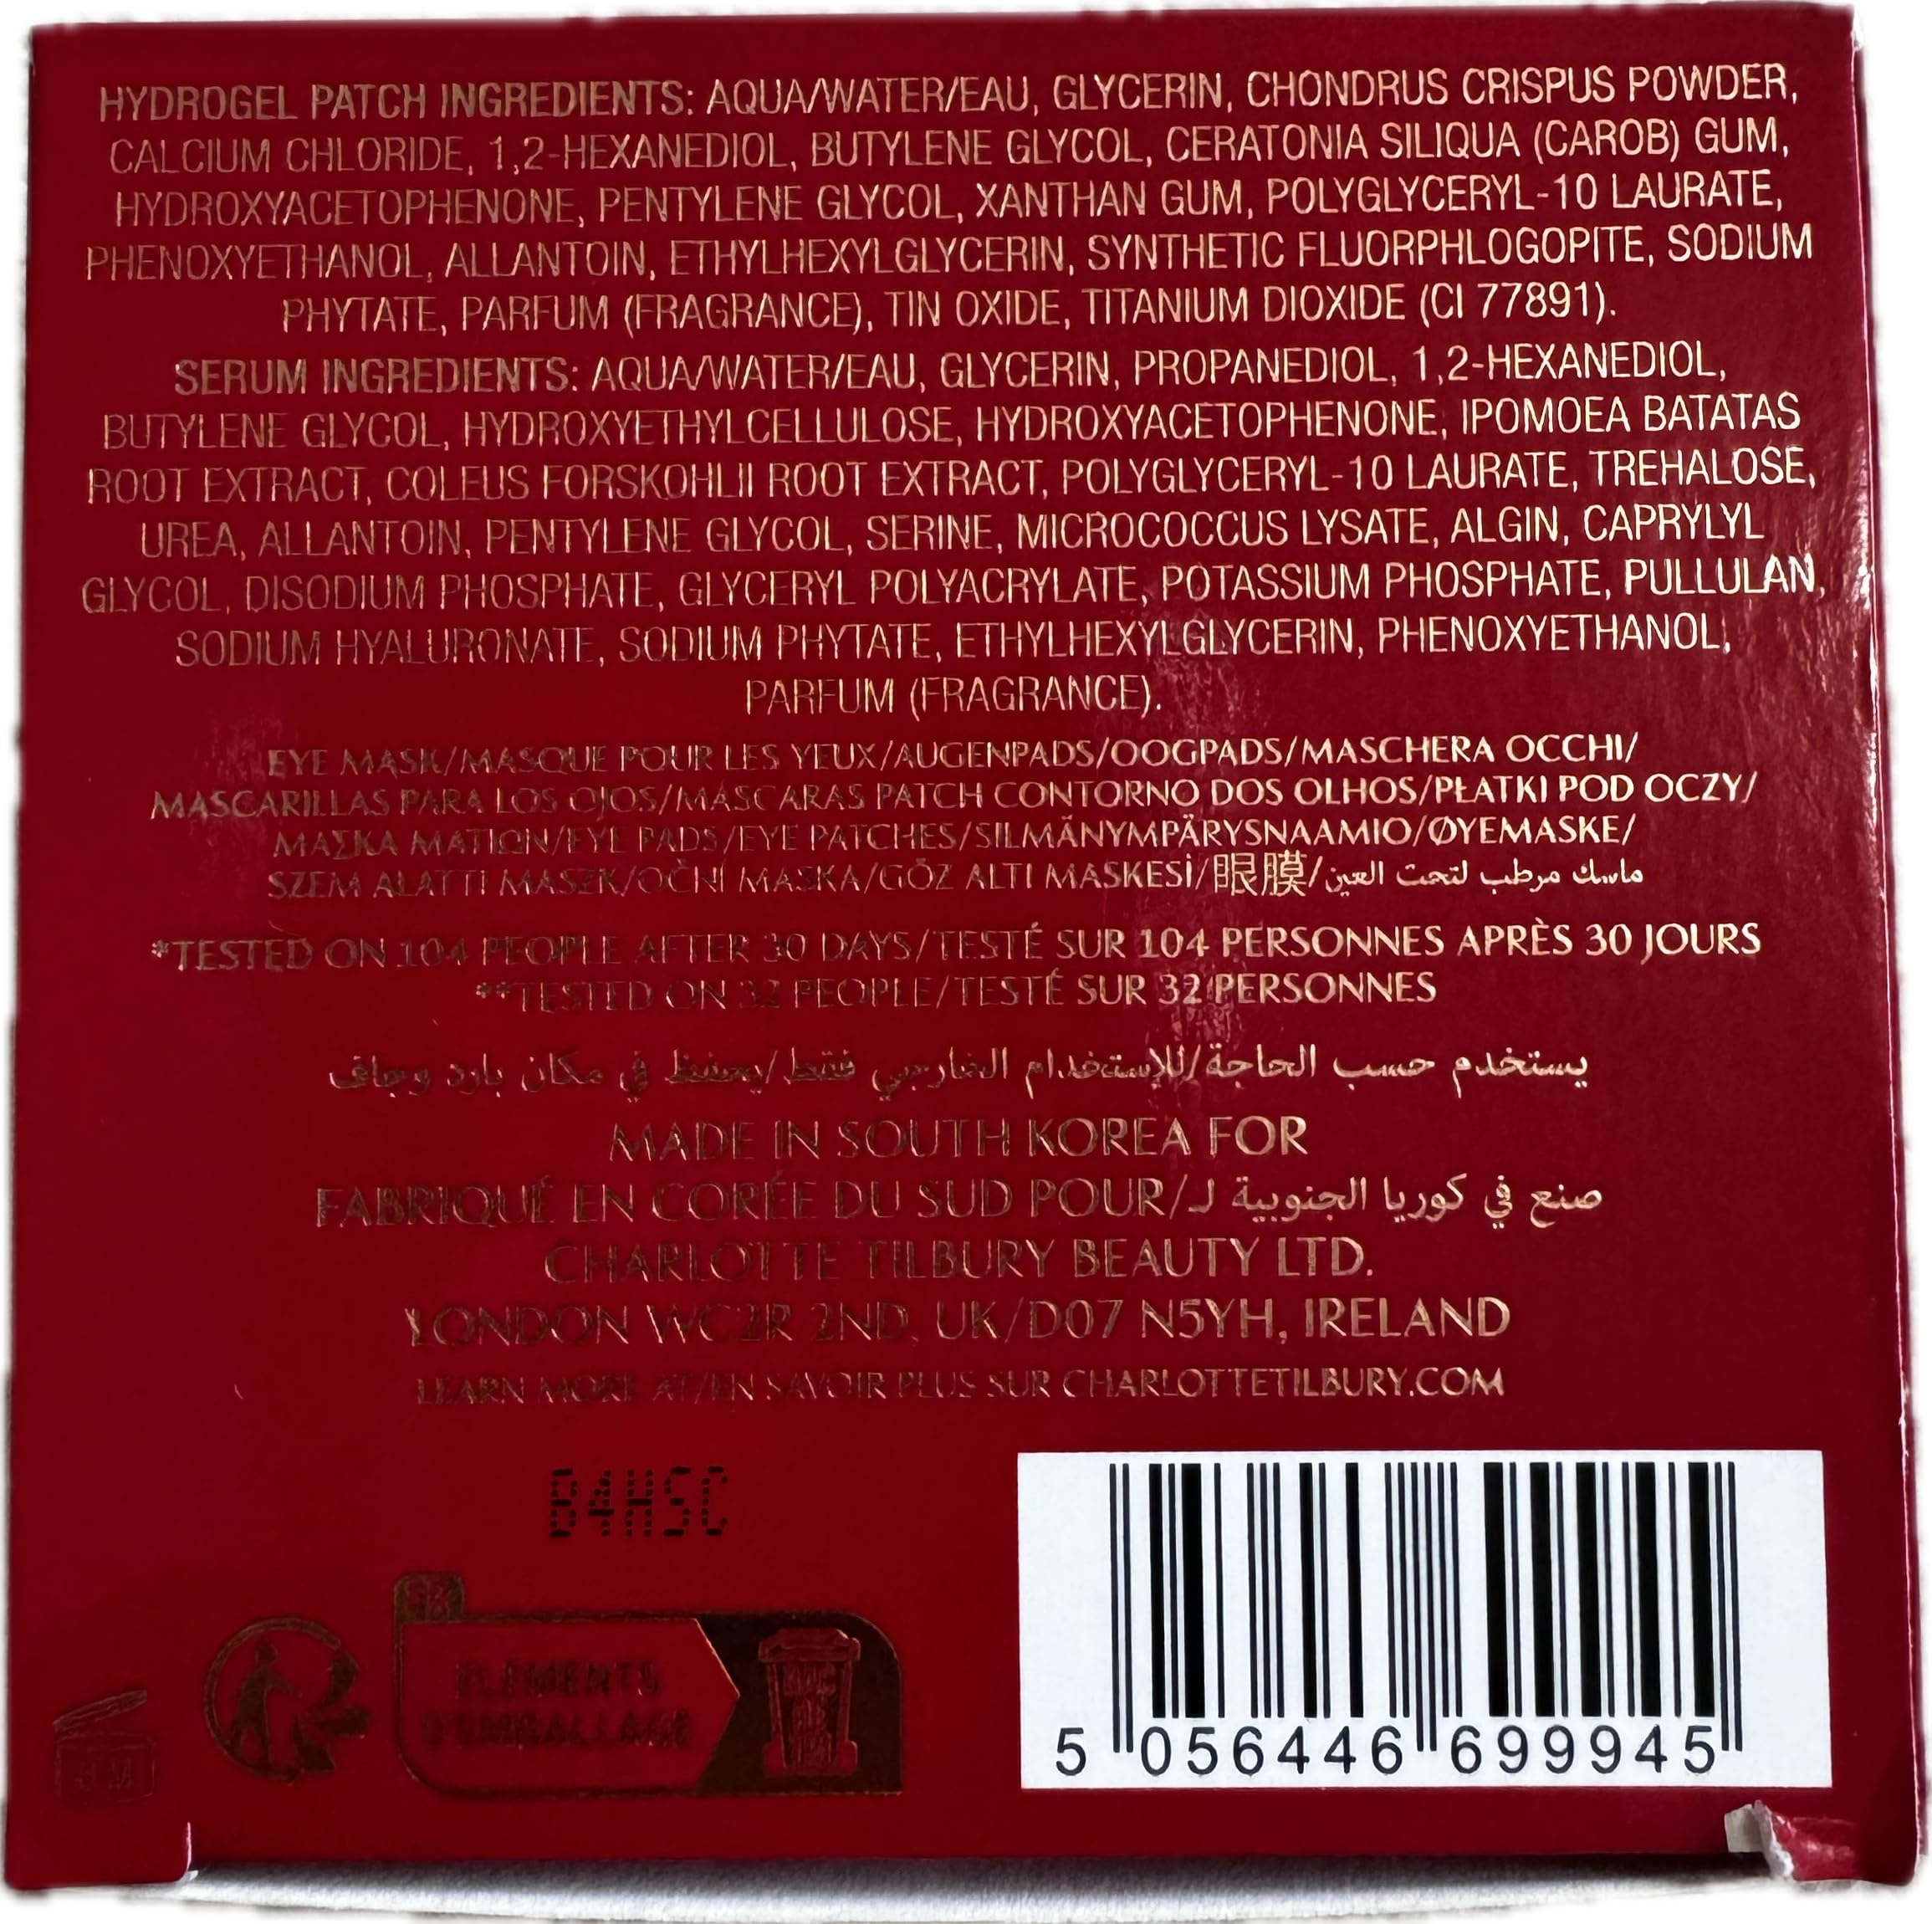 HYDROGEL PATCH INGREDIENTS: AQUA/WATER/EAU, GLYCERIN, CHONDRUS CRISPUS POWDER,
CALCIUM CHLORIDE, 1,2-HEXANEDIOL, BUTYLENE GLYCOL, CERATONIA SILIQUA (CAROB) GUM,
HYDROXYACETOPHENONE, PENTYLENE GLYCOL, XANTHAN GUM, POLYGLYCERYL-10 LAURATE,
PHENOXYETHANOL, ALLANTOIN, ETHYLHEXYLGLYCERIN, SYNTHETIC FLUORPHLOGOPITE, SODIUM
PHYTATE, PARFUM (FRAGRANCE), TIN OXIDE, TITANIUM DIOXIDE (CI 77891).
SERUM INGREDIENTS: AQUA/WATER/EAU, GLYCERIN, PROPANEDIOL, 1,2-HEXANEDIOL,
BUTYLENE GLYCOL, HYDROXYETHYLCELLULOSE, HYDROXYACETOPHENONE, IPOMOEA BATATAS
ROOT EXTRACT, COLEUS FORSKOHLII ROOT EXTRACT, POLYGLYCERYL-10 LAURATE, TREHALOSE,
UREA, ALLANTOIN, PENTYLENE GLYCOL, SERINE, MICROCOCCUS LYSATE, ALGIN, CAPRYLYL
GLYCOL, DISODIUM PHOSPHATE, GLYCERYL POLYACRYLATE, POTASSIUM PHOSPHATE, PULLULAN,
SODIUM HYALURONATE, SODIUM PHYTATE, ETHYLHEXYLGLYCERIN, PHENOXYETHANOL,
PARFUM (FRAGRANCE).
EYE MASK/MASQUE POUR LES YEUX/AUGENPADS/OOGPADS/MASCHERA OCCHI/
MASCARILLAS PARA LOS OJOS/MÁSCARAS PATCH CONTORNO DOS OLHOS/PŁATKI POD OCZY/
ΜΑΣΚΑ ΜΑΤΙΩΝ/EYE PADS/EYE PATCHES/SILMÄNYMPÄRYSNAAMIO/ØYEMASKE/
SZEM ALATTI MASZK/OČNÍ MASKA/GÖZ ALTI MASKESİ/眼膜/ماسك مرطب لتحت العين
*TESTED ON 104 PEOPLE AFTER 30 DAYS/TESTÉ SUR 104 PERSONNES APRÈS 30 JOURS
**TESTED ON 32 PEOPLE/TESTÉ SUR 32 PERSONNES
يستخدم حسب الحاجة/للإستخدام الخارجي فقط/يحفظ في مكان بارد وجاف
MADE IN SOUTH KOREA FOR
FABRIQUÉ EN CORÉE DU SUD POUR/صنع في كوريا الجنوبية لـ
CHARLOTTE TILBURY BEAUTY LTD.
LONDON WC2R 2ND, UK/D07 N5YH, IRELAND
LEARN MORE AT/EN SAVOIR PLUS SUR CHARLOTTETILBURY.COM
B4HSC
FR
ÉLÉMENTS
D'EMBALLAGE
BAC
DE
TRI
5 056446 699945